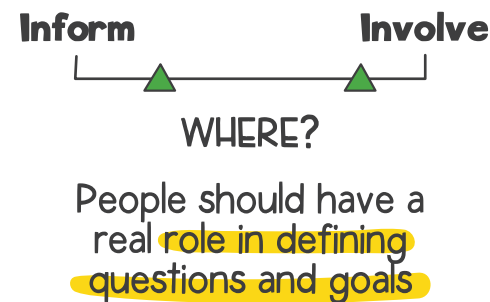 Inform Involve
WHERE?
People should have a
real role in defining
questions and goals